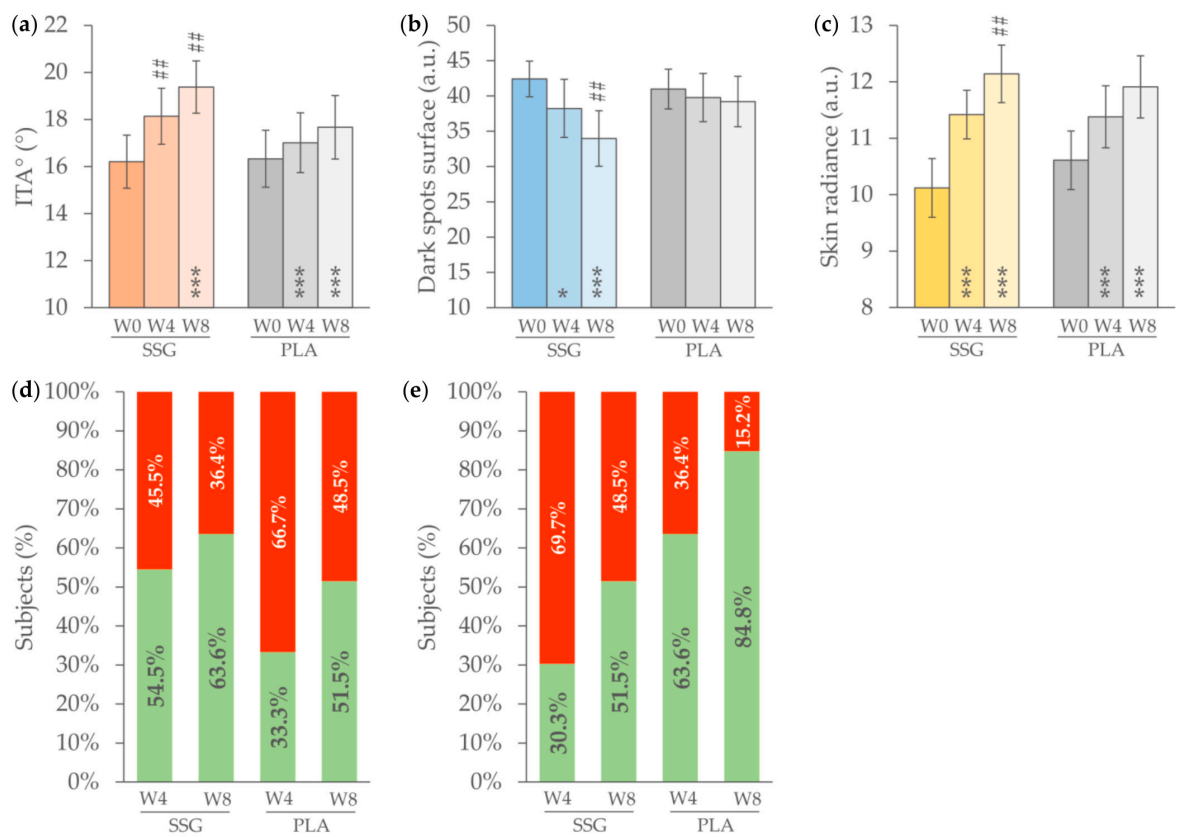 (a)
ITA° (°)
22
20
18
16
14
12
10
##
##
***
***
***
W0 W4 W8
W0 W4 W8
SSG
PLA
(b)
Dark spots surface (a.u.)
50
45
40
35
30
25
20
15
10
##
*
***
W0 W4 W8
W0 W4 W8
SSG
PLA
(c)
Skin radiance (a.u.)
13
12
11
10
9
8
##
***
***
***
***
W0 W4 W8
W0 W4 W8
SSG
PLA
(d)
Subjects (%)
100%
90%
80%
70%
60%
50%
40%
30%
20%
10%
0%
45.5%
36.4%
66.7%
48.5%
54.5%
63.6%
33.3%
51.5%
W4 W8 W4 W8
SSG
PLA
(e)
Subjects (%)
100%
90%
80%
70%
60%
50%
40%
30%
20%
10%
0%
69.7%
48.5%
36.4%
15.2%
30.3%
51.5%
63.6%
84.8%
W4 W8 W4 W8
SSG
PLA